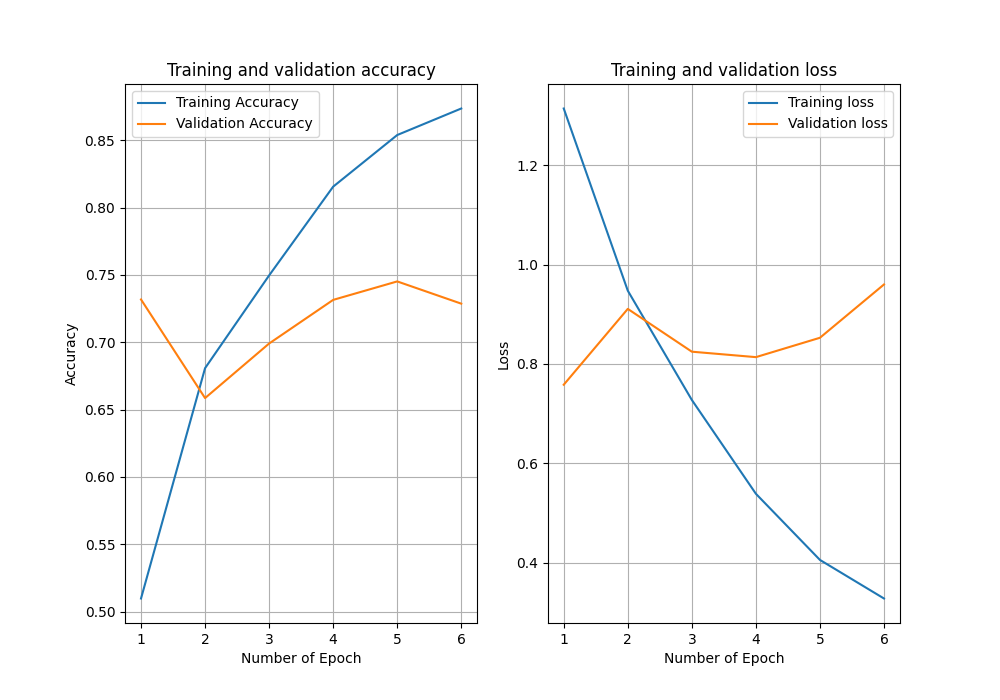 Training and validation accuracy
Training Accuracy
Validation Accuracy
0.85
0.80
0.75
0.70
0.65
0.60
0.55
0.50
Accuracy
1 2 3 4 5 6
Number of Epoch
Training and validation loss
Training loss
Validation loss
1.2
1.0
0.8
0.6
0.4
Loss
1 2 3 4 5 6
Number of Epoch